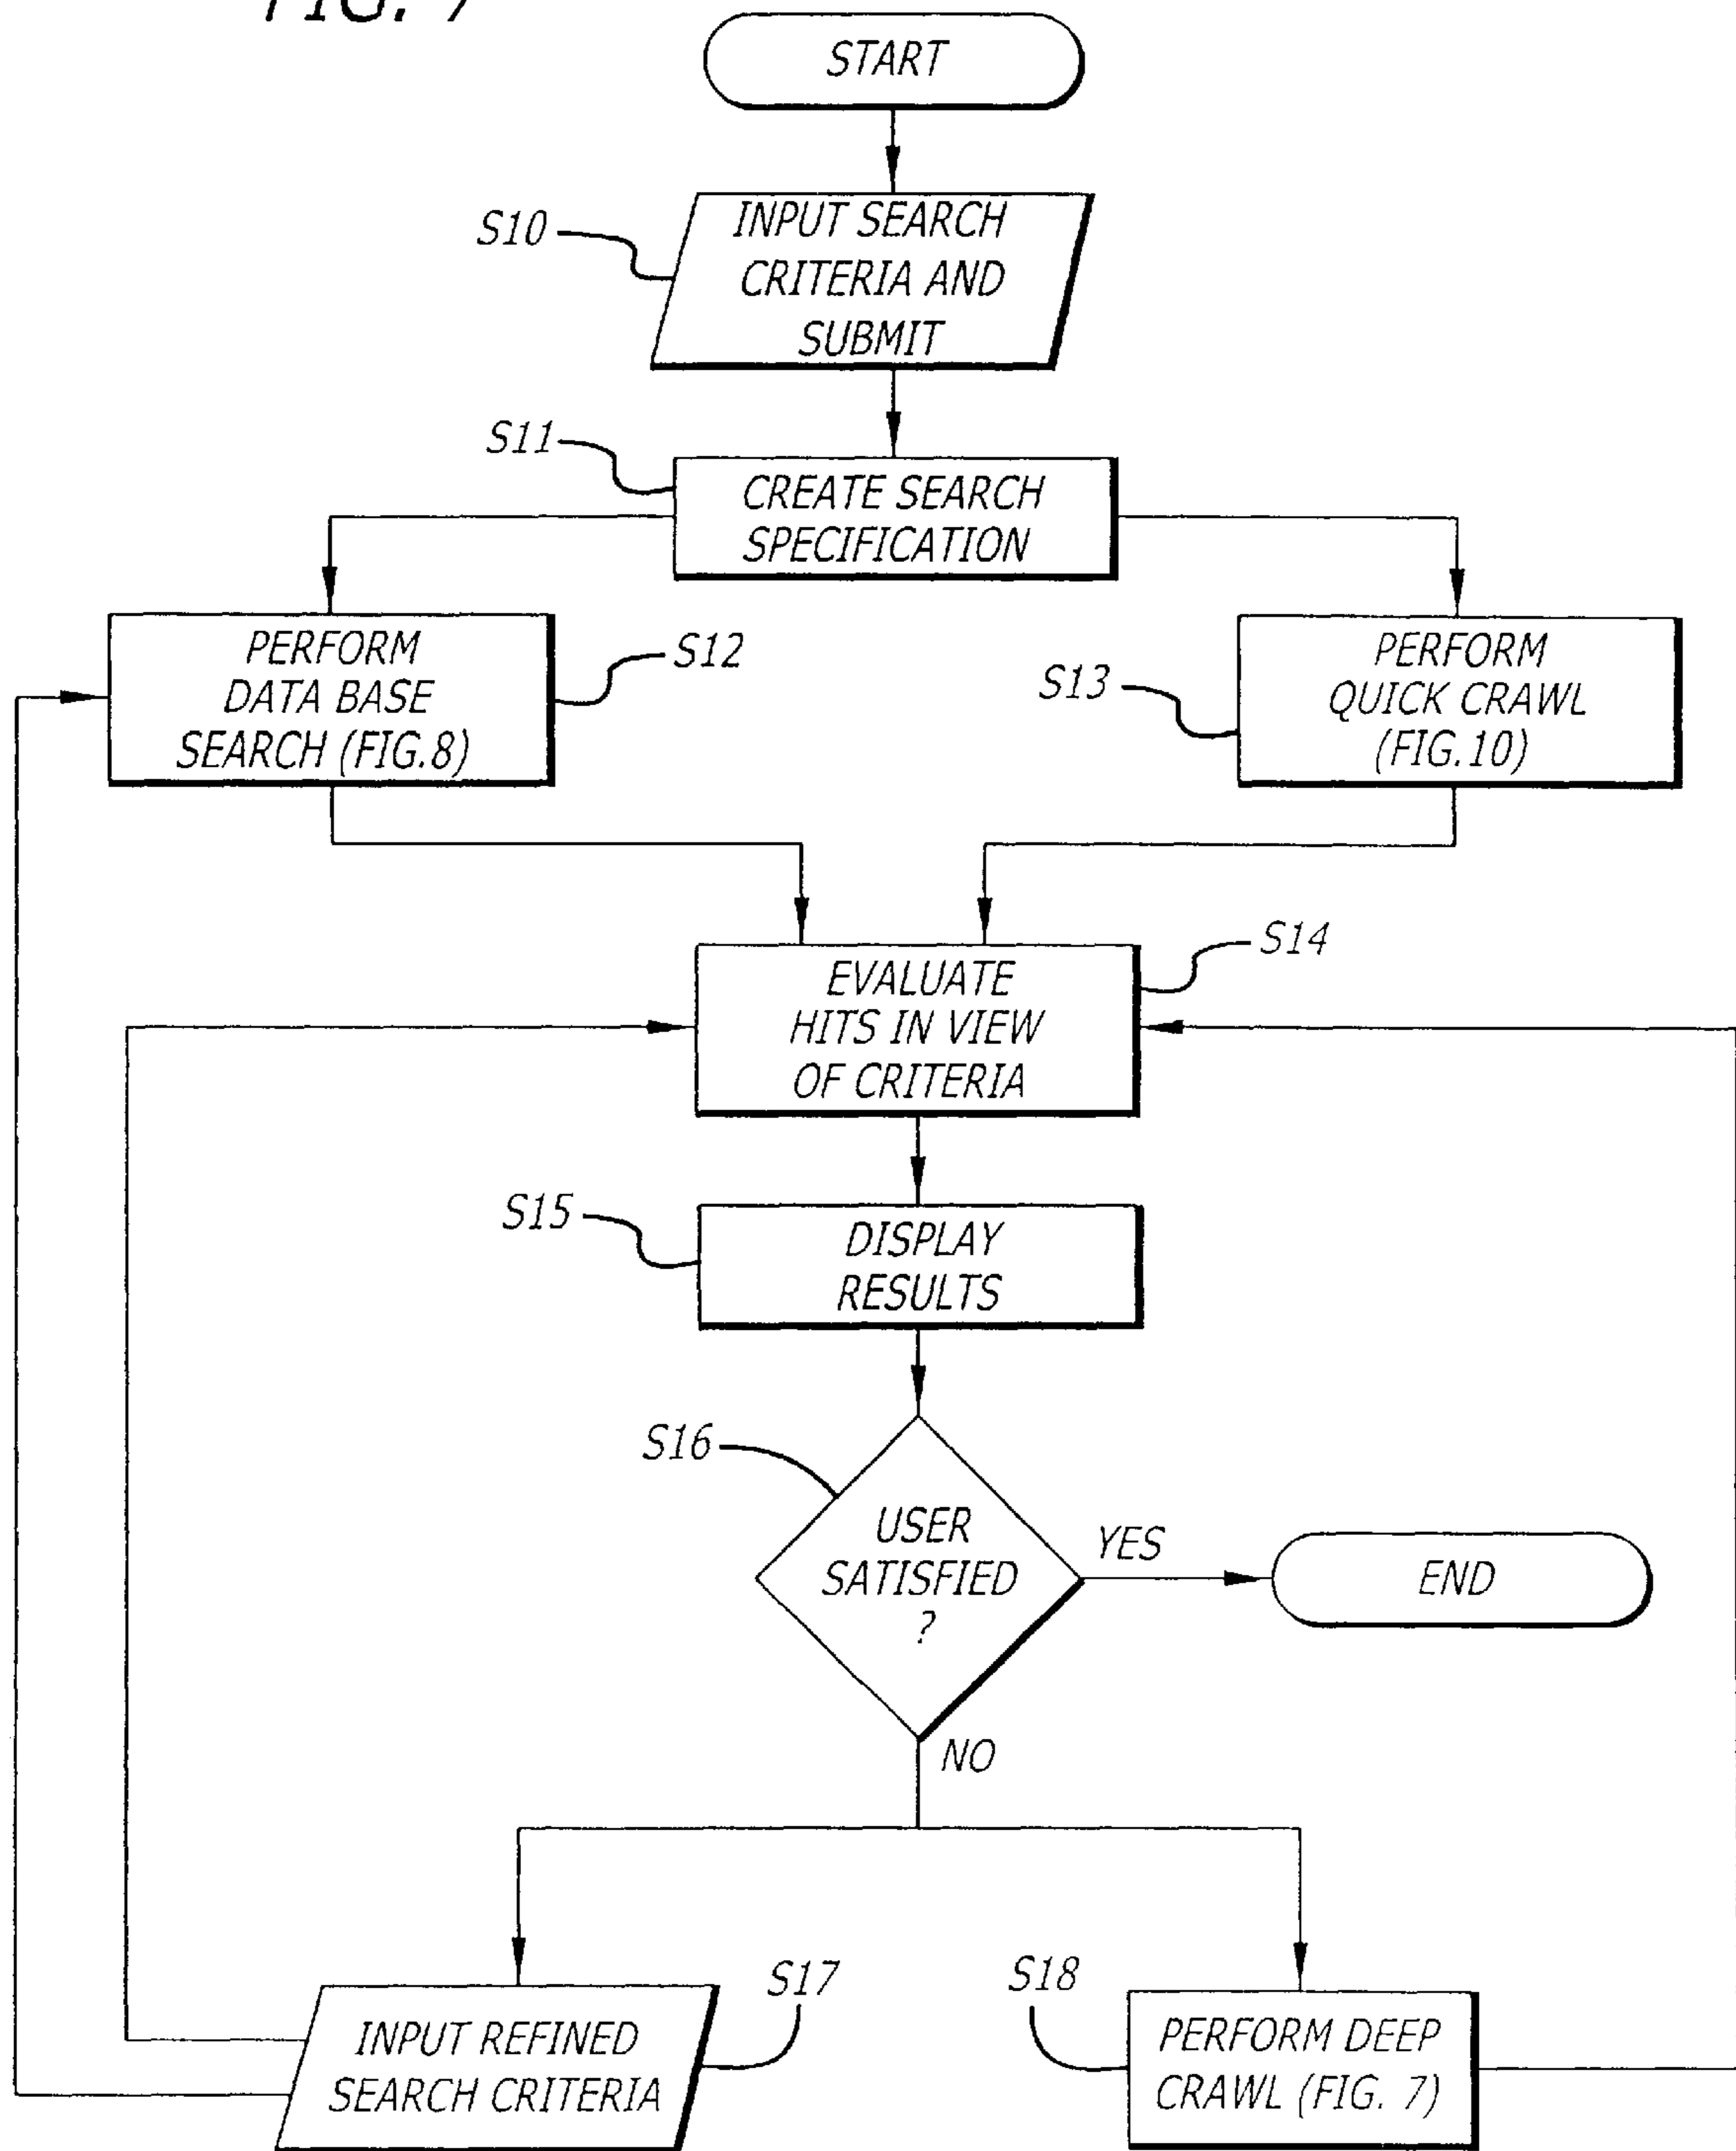 FIG.
START
S10
INPUT SEARCH
CRITERIA AND
SUBMIT
S11
CREATE SEARCH
SPECIFICATION
PERFORM
DATA BASE
SEARCH (FIG.8)
S12
S13
PERFORM
QUICK CRAWL
(FIG.10)
S14
EVALUATE
HITS IN VIEW
OF CRITERIA
S15
DISPLAY
RESULTS
S16
USER
SATISFIED
?
YES
END
NO
S17
INPUT REFINED
SEARCH CRITERIA
S18
PERFORM DEEP
CRAWL (FIG. 7)